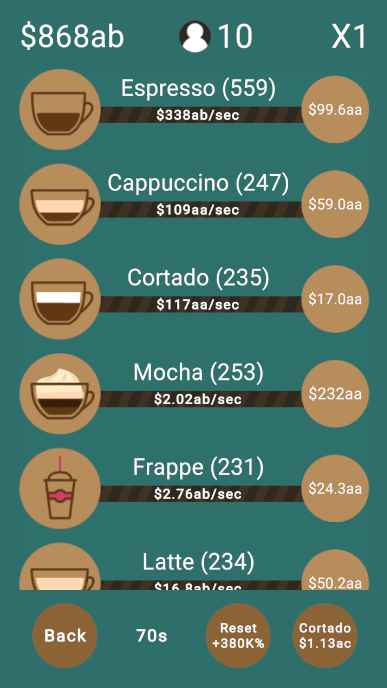 $868ab 10 X1
Espresso (559)
$338ab/sec
$99.6aa
Cappuccino (247)
$109aa/sec
$59.0aa
Cortado (235)
$117aa/sec
$17.0aa
Mocha (253)
$2.02ab/sec
$232aa
Frappe (231)
$2.76ab/sec
$24.3aa
Latte (234)
$16.8ab/sec
$50.2aa
Back
70s
Reset
+380K%
Cortado
$1.13ac